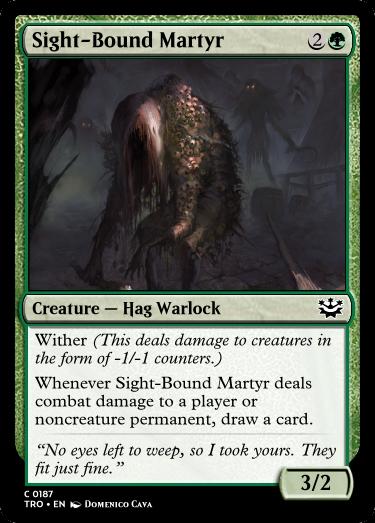 Sight-Bound Martyr 2
Creature — Hag Warlock
Wither (This deals damage to creatures in
the form of -1/-1 counters.)
Whenever Sight-Bound Martyr deals
combat damage to a player or
noncreature permanent, draw a card.
“No eyes left to weep, so I took yours. They
fit just fine.”
3/2
C 0187
TRO • EN Domenico Cava